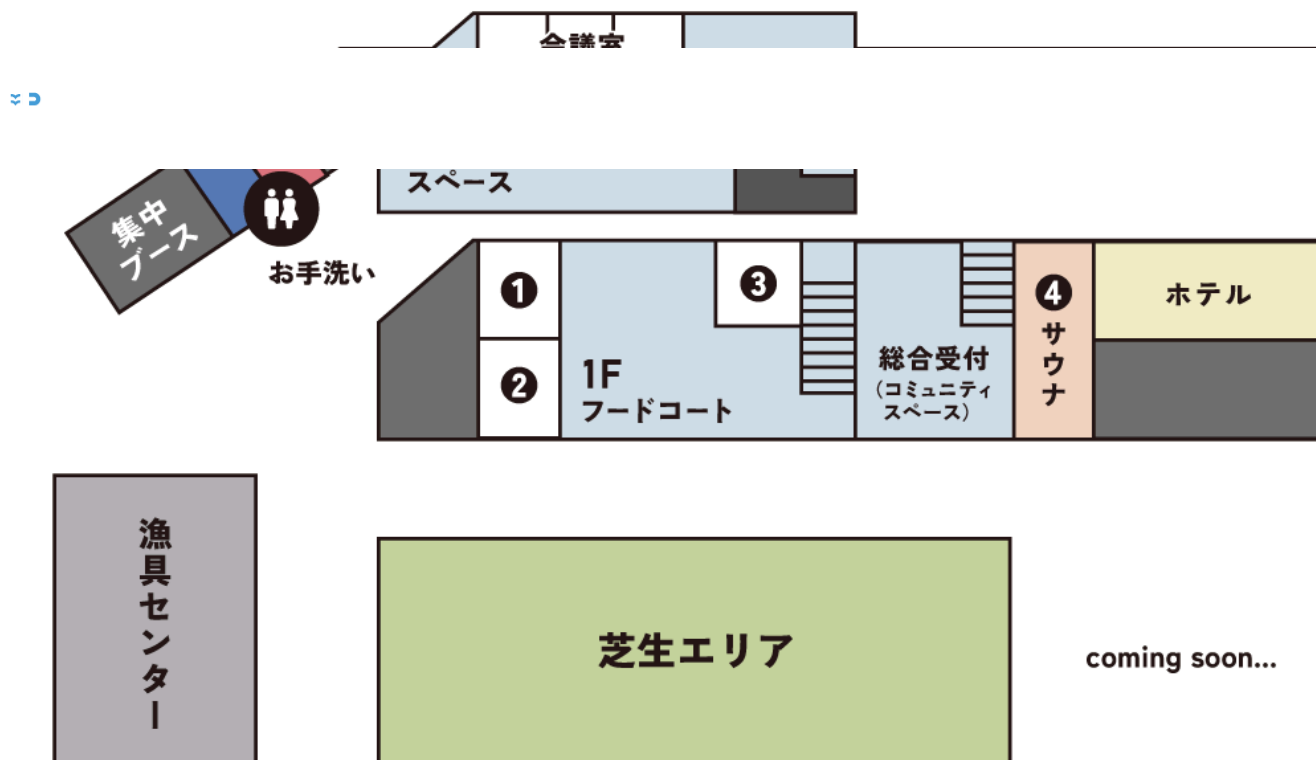 会議室
スペース
集中
ブース
お手洗い
❶
❷
❸
1F
フードコート
総合受付
（コミュニティ
スペース）
❹
サウナ
ホテル
漁具センター
芝生エリア
coming soon...